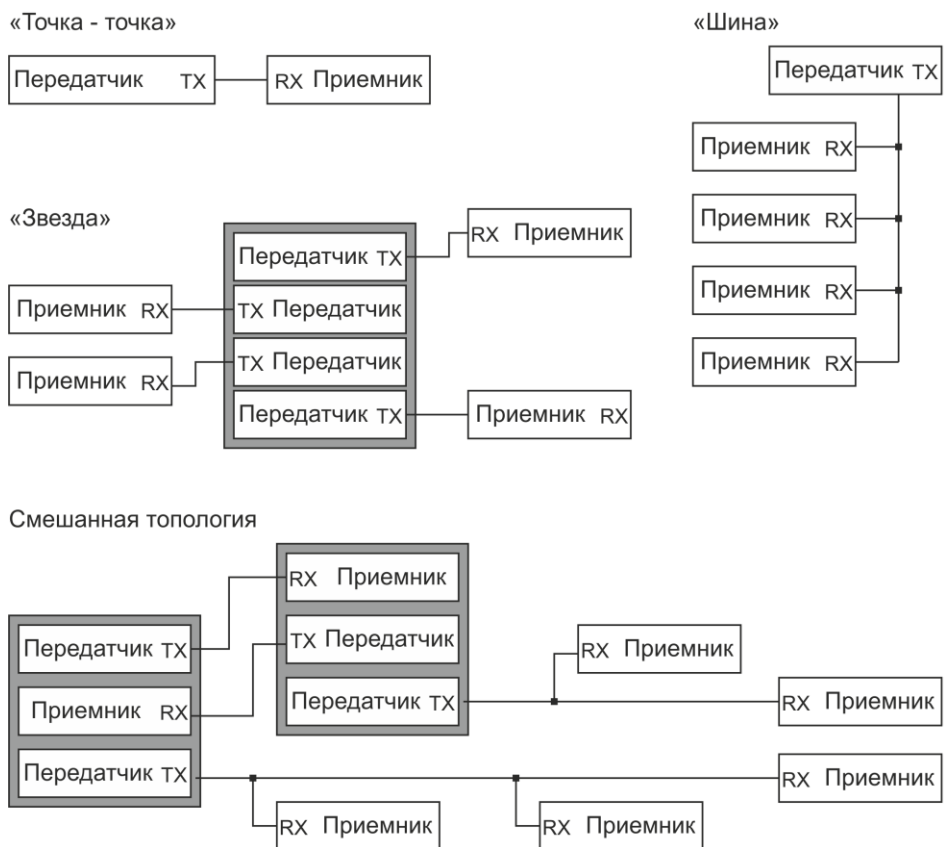 «Точка - точка»
Передатчик TX RX Приемник
«Шина»
Передатчик TX
Приемник RX
Приемник RX
Приемник RX
Приемник RX
«Звезда»
Передатчик TX
TX Передатчик
TX Передатчик
Передатчик TX
Приемник RX
Приемник RX
RX Приемник
Приемник RX
Смешанная топология
Передатчик TX
Приемник RX
Передатчик TX
RX Приемник
TX Передатчик
Передатчик TX
RX Приемник
RX Приемник
RX Приемник
RX Приемник
RX Приемник